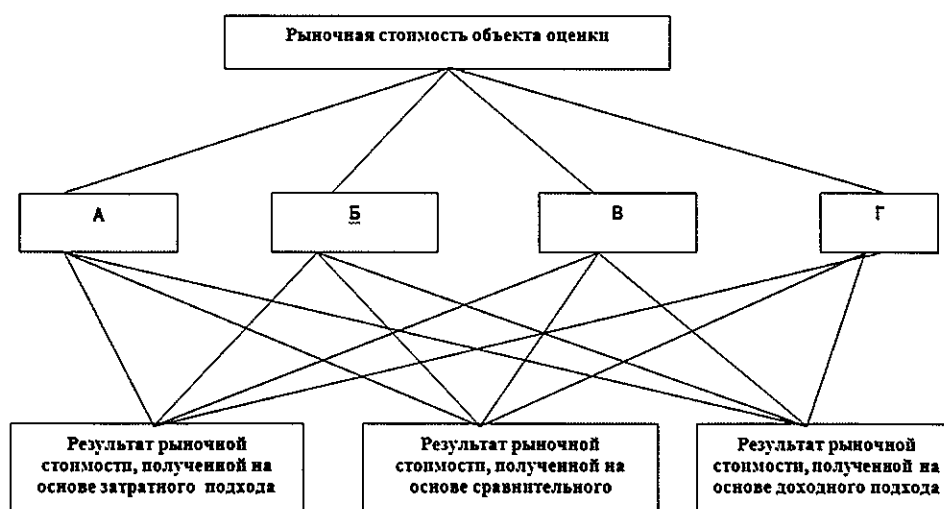 Рыночная стоимость объекта оценки
А
Б
В
Г
Результат рыночной
стоимости, полученной на
основе затратного подхода
Результат рыночной
стоимости, полученной на
основе сравнительного
Результат рыночной
стоимости, полученной на
основе доходного подхода